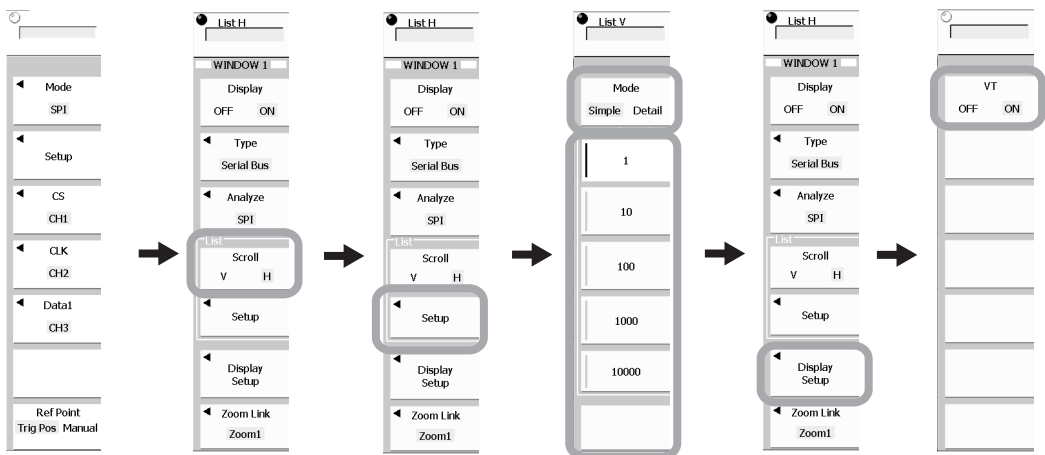 Mode
SPI
Setup
CS
CH1
CLK
CH2
Data1
CH3
Ref Point
Trig Pos Manual
List H
WINDOW 1
Display
OFF ON
Type
Serial Bus
Analyze
SPI
List
Scroll
V H
Setup
Display
Setup
Zoom Link
Zoom1
List H
WINDOW 1
Display
OFF ON
Type
Serial Bus
Analyze
SPI
List
Scroll
V H
Setup
Display
Setup
Zoom Link
Zoom1
List V
Mode
Simple Detail
1
10
100
1000
10000
List H
WINDOW 1
Display
OFF ON
Type
Serial Bus
Analyze
SPI
List
Scroll
V H
Setup
Display
Setup
Zoom Link
Zoom1
VT
OFF ON